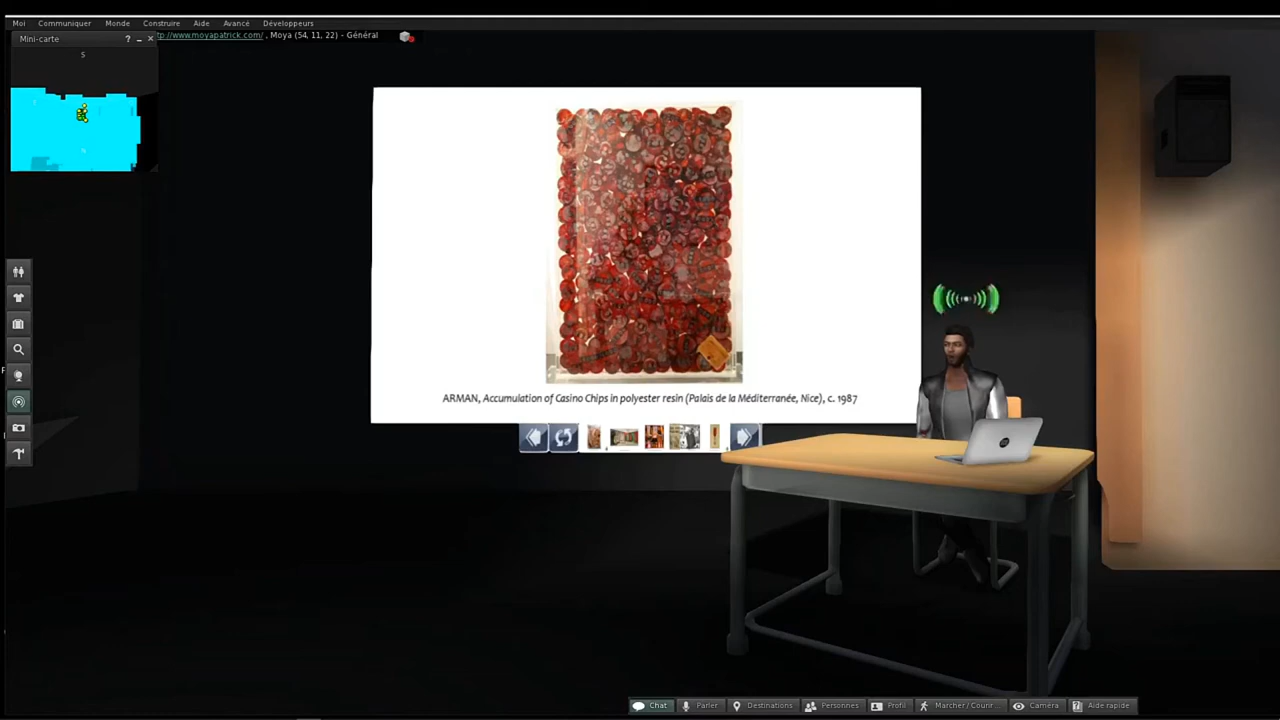 Moi Communiquer Monde Construire Aide Avancé Développeurs
Mini-carte ? _ ×
ttp://www.moyapatrick.com/ , Moya (54, 11, 22) - Général
S
ARMAN, Accumulation of Casino Chips in polyester resin (Palais de la Méditerranée, Nice), c. 1987
Chat Parler Destinations Personnes Profil Marcher / Courir... Caméra Aide rapide